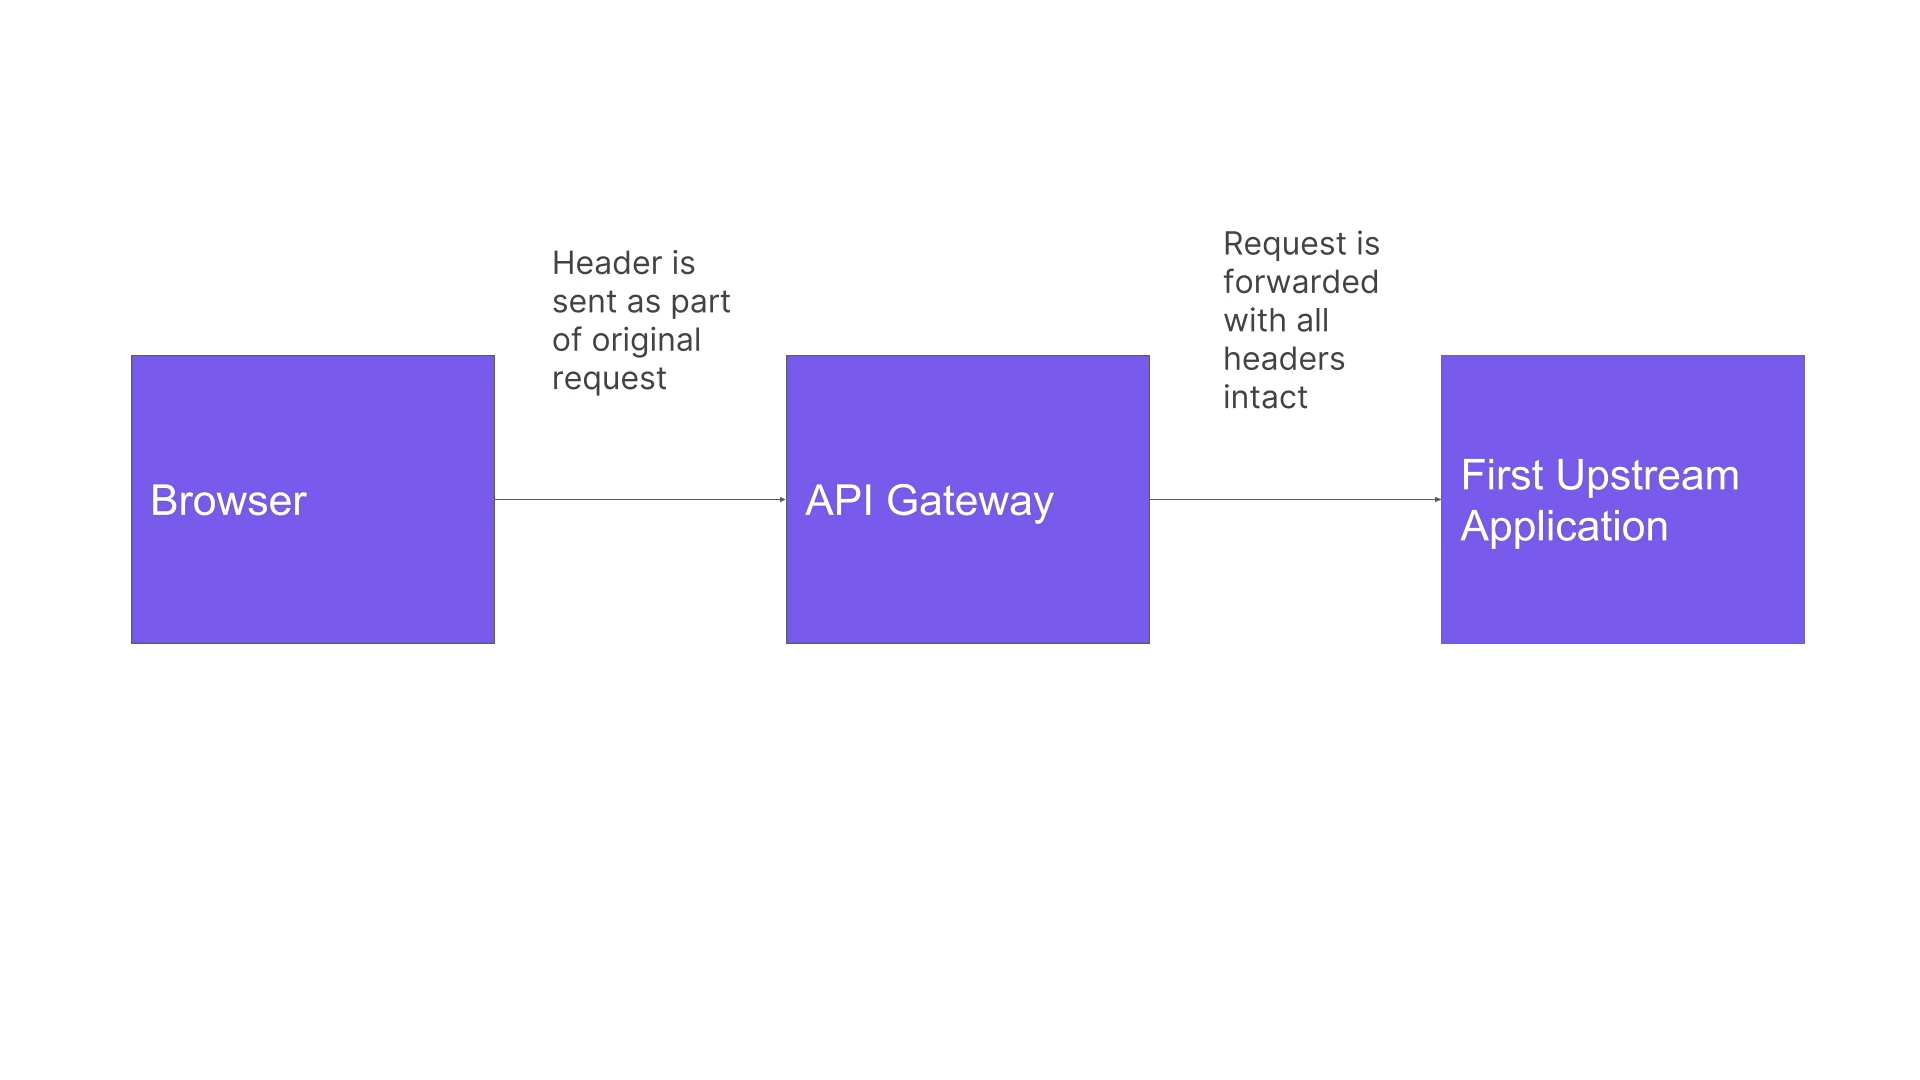 Header is
sent as part
of original
request
Request is
forwarded
with all
headers
intact
Browser
API Gateway
First Upstream
Application